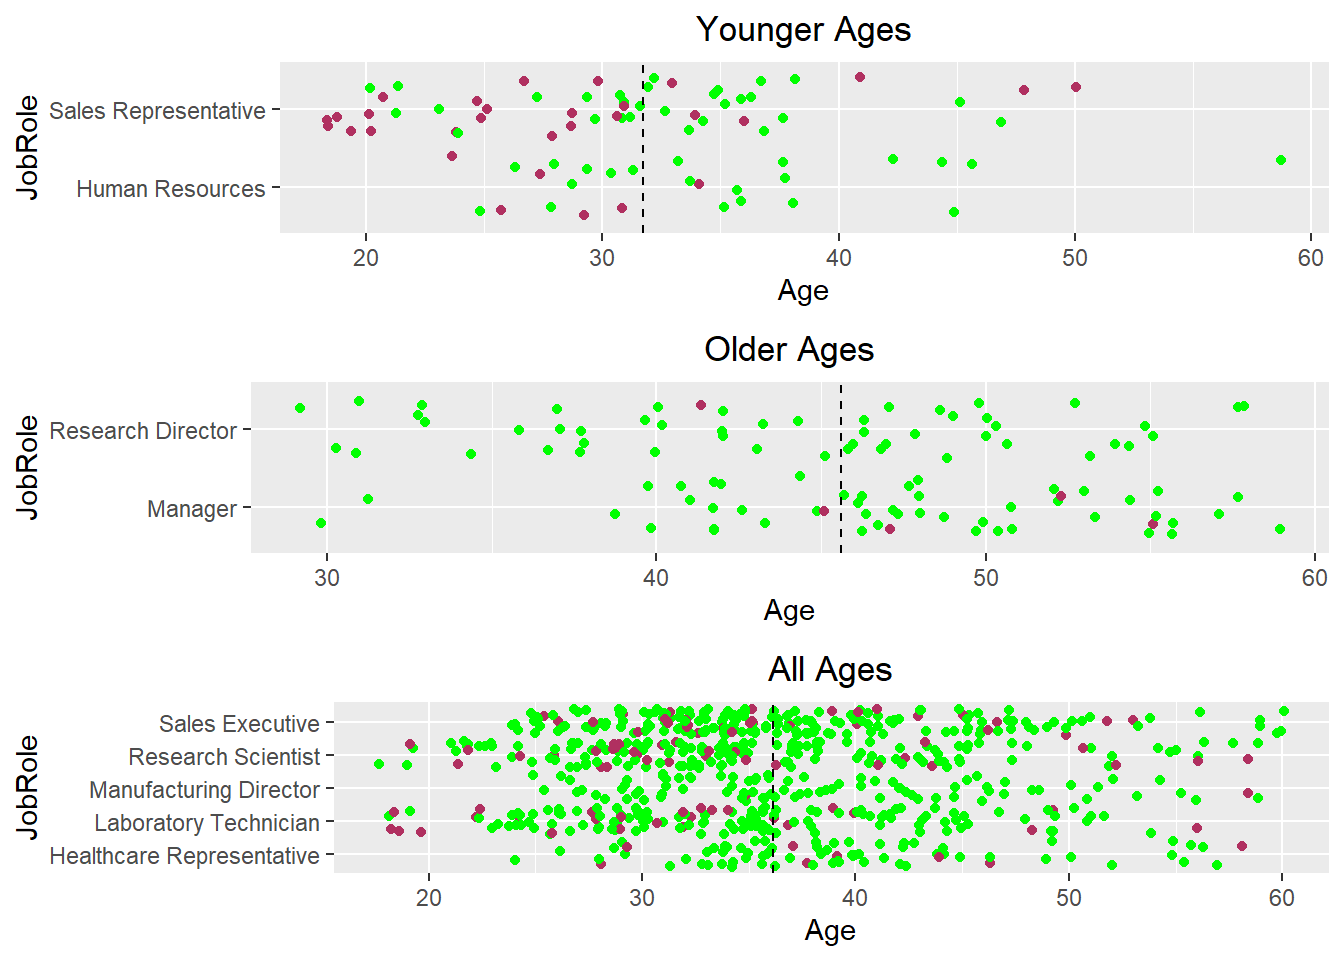 Younger Ages
JobRole
Sales Representative
Human Resources
20 30 40 50 60
Age
Older Ages
JobRole
Research Director
Manager
30 40 50 60
Age
All Ages
JobRole
Sales Executive
Research Scientist
Manufacturing Director
Laboratory Technician
Healthcare Representative
20 30 40 50 60
Age